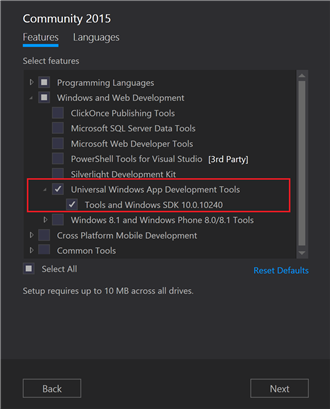 Community 2015
Features Languages
Select features
Programming Languages
Windows and Web Development
ClickOnce Publishing Tools
Microsoft SQL Server Data Tools
Microsoft Web Developer Tools
PowerShell Tools for Visual Studio [3rd Party]
Silverlight Development Kit
Universal Windows App Development Tools
Tools and Windows SDK 10.0.10240
Windows 8.1 and Windows Phone 8.0/8.1 Tools
Cross Platform Mobile Development
Common Tools
Select All Reset Defaults
Setup requires up to 10 MB across all drives.
Back Next